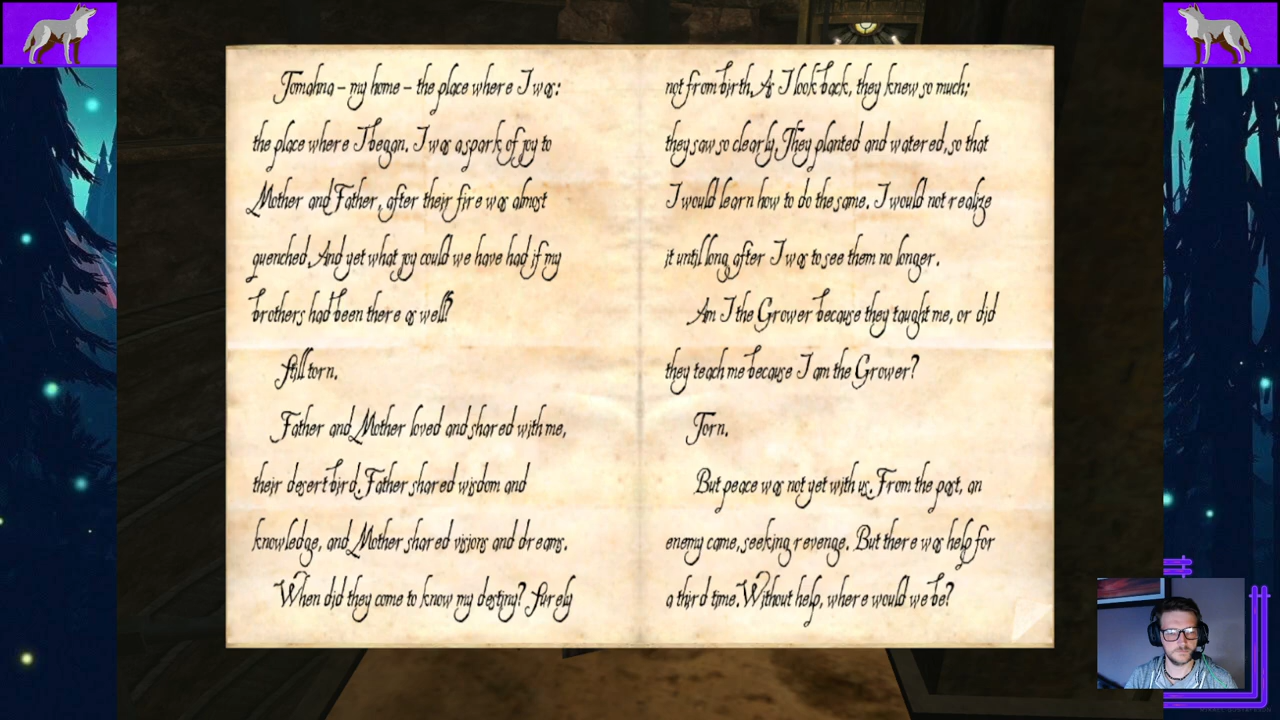 Tomahna – my home – the place where I was:
the place where I began. I was a spark of joy to
Mother and Father, after their fire was almost
quenched. And yet what joy could we have had if my
brothers had been there as well?
Still torn.
Father and Mother loved and shared with me,
their desert bird. Father shared wisdom and
knowledge, and Mother shared visions and dreams.
When did they come to know my destiny? Surely
not from birth. As I look back, they knew so much;
they saw so clearly. They planted and watered, so that
I would learn how to do the same. I would not realize
it until long after I was to see them no longer.
Am I the Grower because they taught me, or did
they teach me because I am the Grower?
Torn.
But peace was not yet with us. From the past, an
enemy came, seeking revenge. But there was help for
a third time. Without help, where would we be?